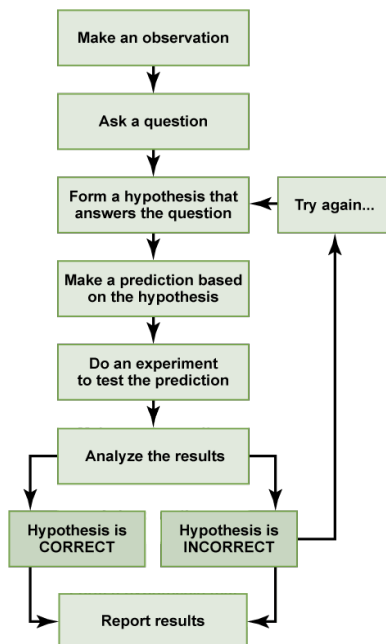 Make an observation
Ask a question
Form a hypothesis that
answers the question
Try again...
Make a prediction based
on the hypothesis
Do an experiment
to test the prediction
Analyze the results
Hypothesis is
CORRECT
Hypothesis is
INCORRECT
Report results